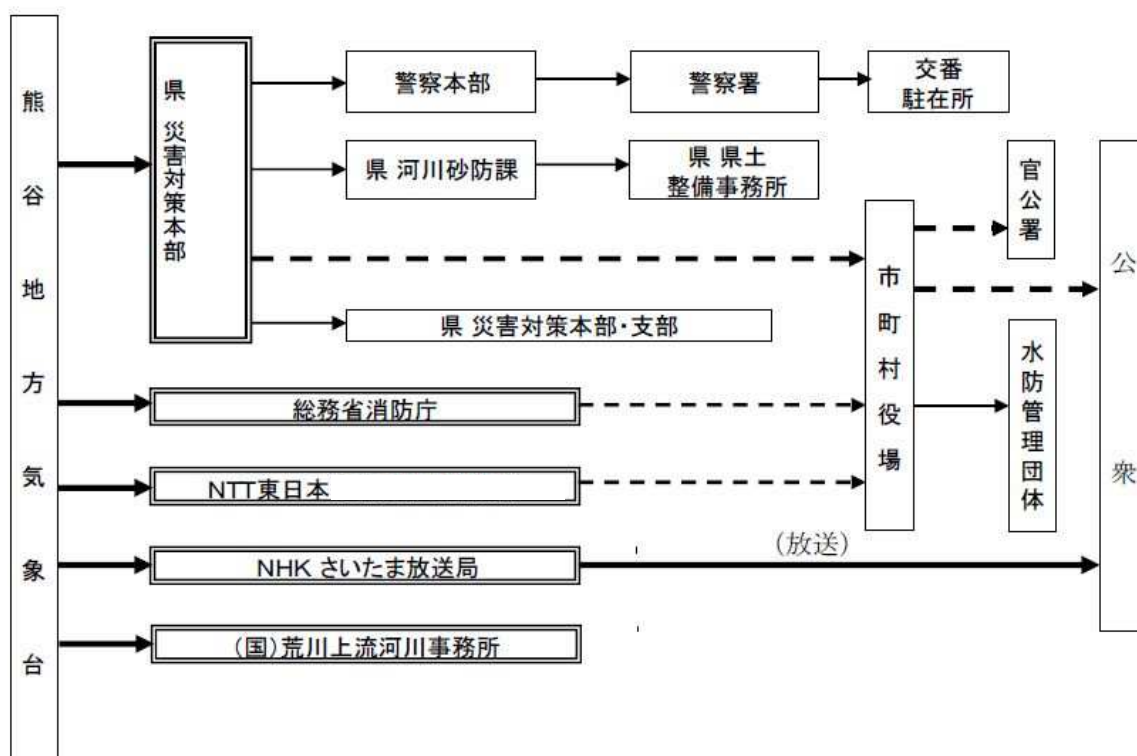 熊谷地方気象台
県 災害対策本部
警察本部
警察署
交番
駐在所
県 河川砂防課
県 県土
整備事務所
県 災害対策本部・支部
総務省消防庁
NTT東日本
NHK さいたま放送局
(国)荒川上流河川事務所
市町村役場
官公署
水防管理団体
(放送)
公衆